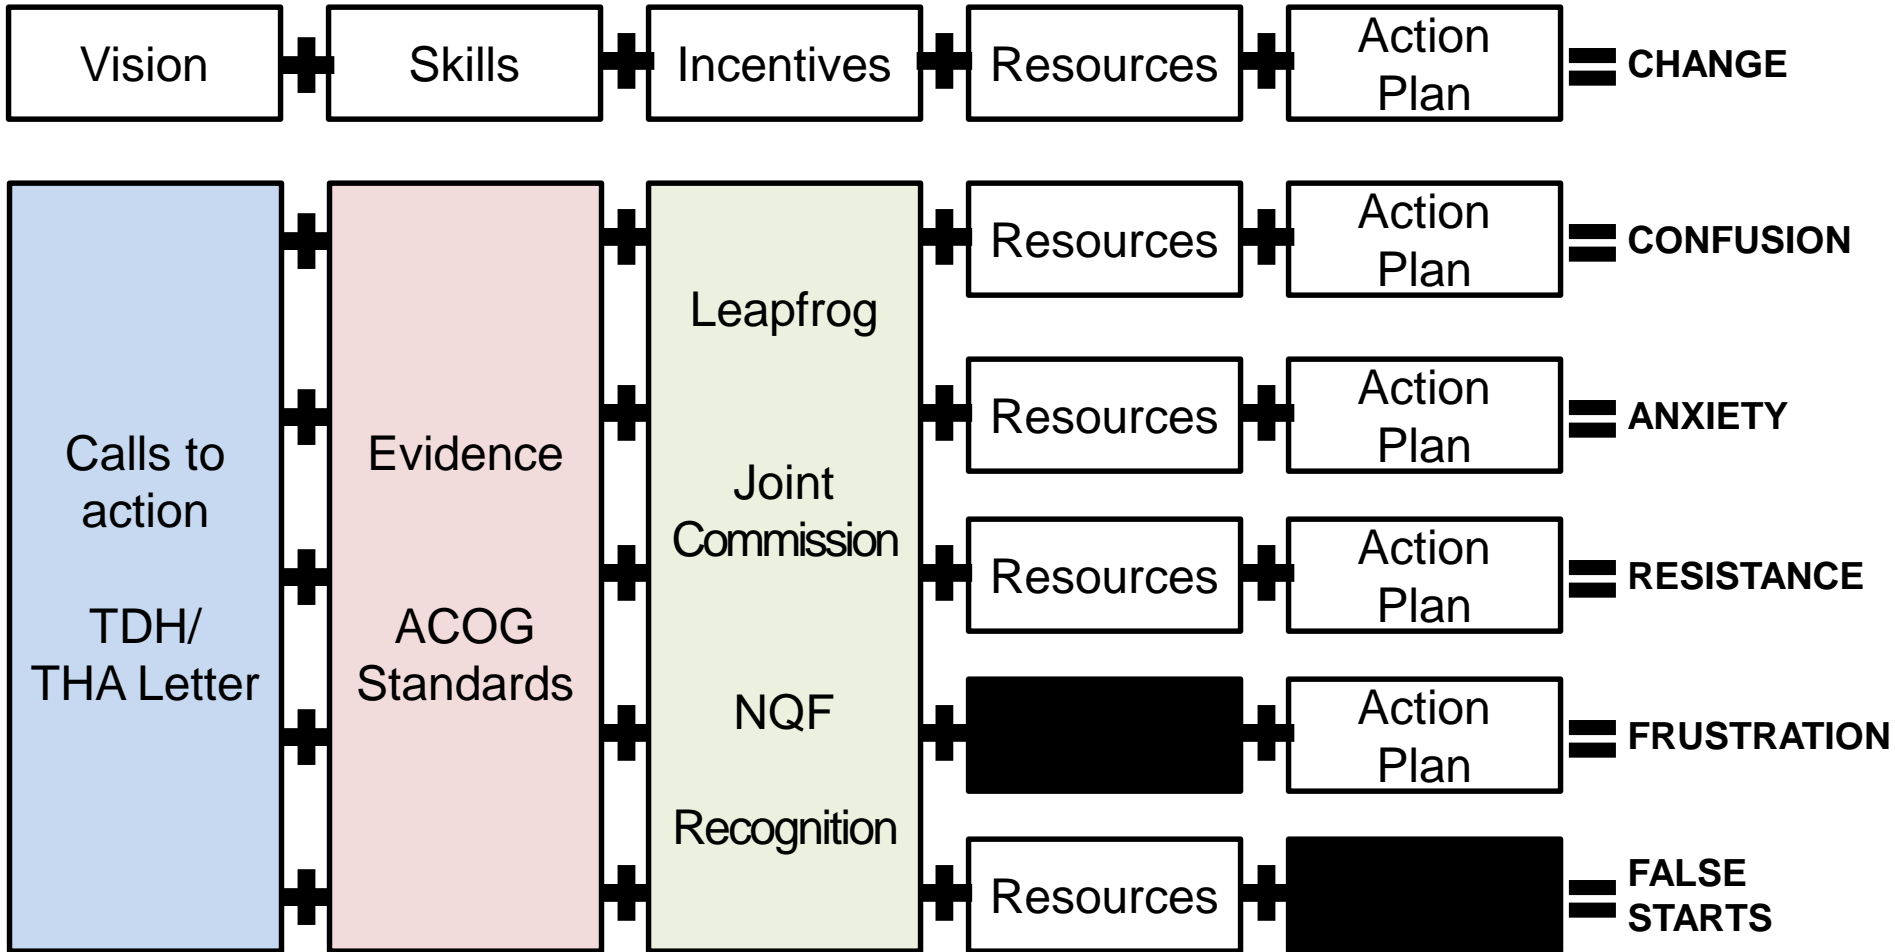 Vision
Skills
Incentives
Resources
Action
Plan
CHANGE
Calls to
action
TDH/
THA Letter
Evidence
ACOG
Standards
Leapfrog
Joint
Commission
NQF
Recognition
Resources
Action
Plan
CONFUSION
Resources
Action
Plan
ANXIETY
Resources
Action
Plan
RESISTANCE
Action
Plan
FRUSTRATION
Resources
FALSE
STARTS